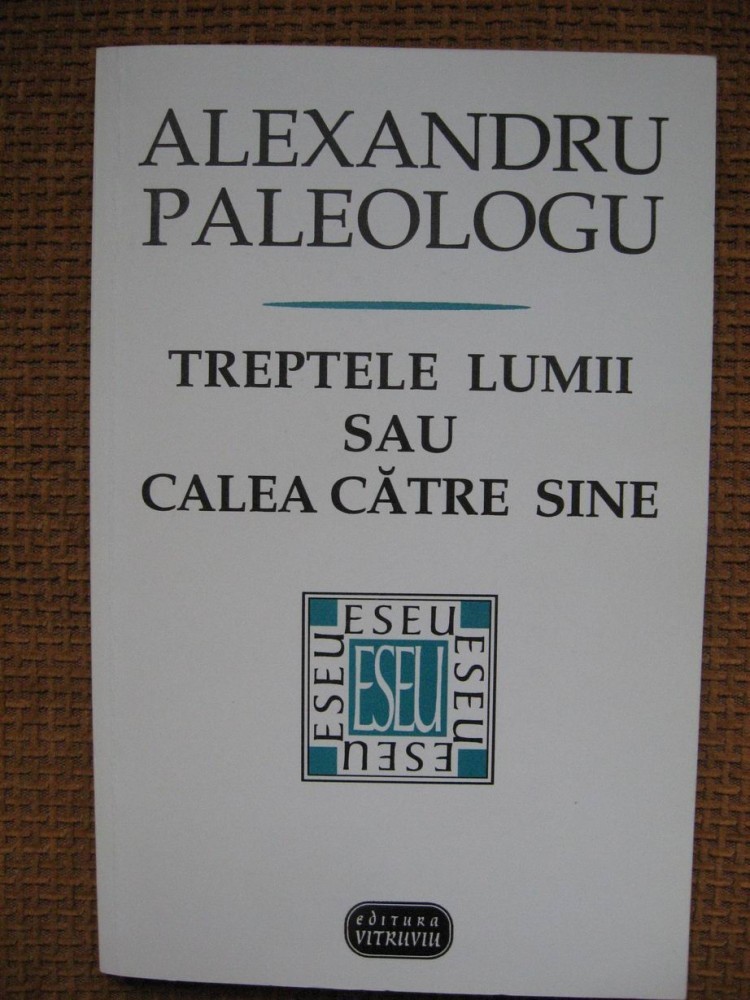 ALEXANDRU
PALEOLOGU
TREPTELE LUMII
SAU
CALEA CĂTRE SINE
ESEU
ESEU
ESEU
ESEU
ESEU
editura
VITRUVIU